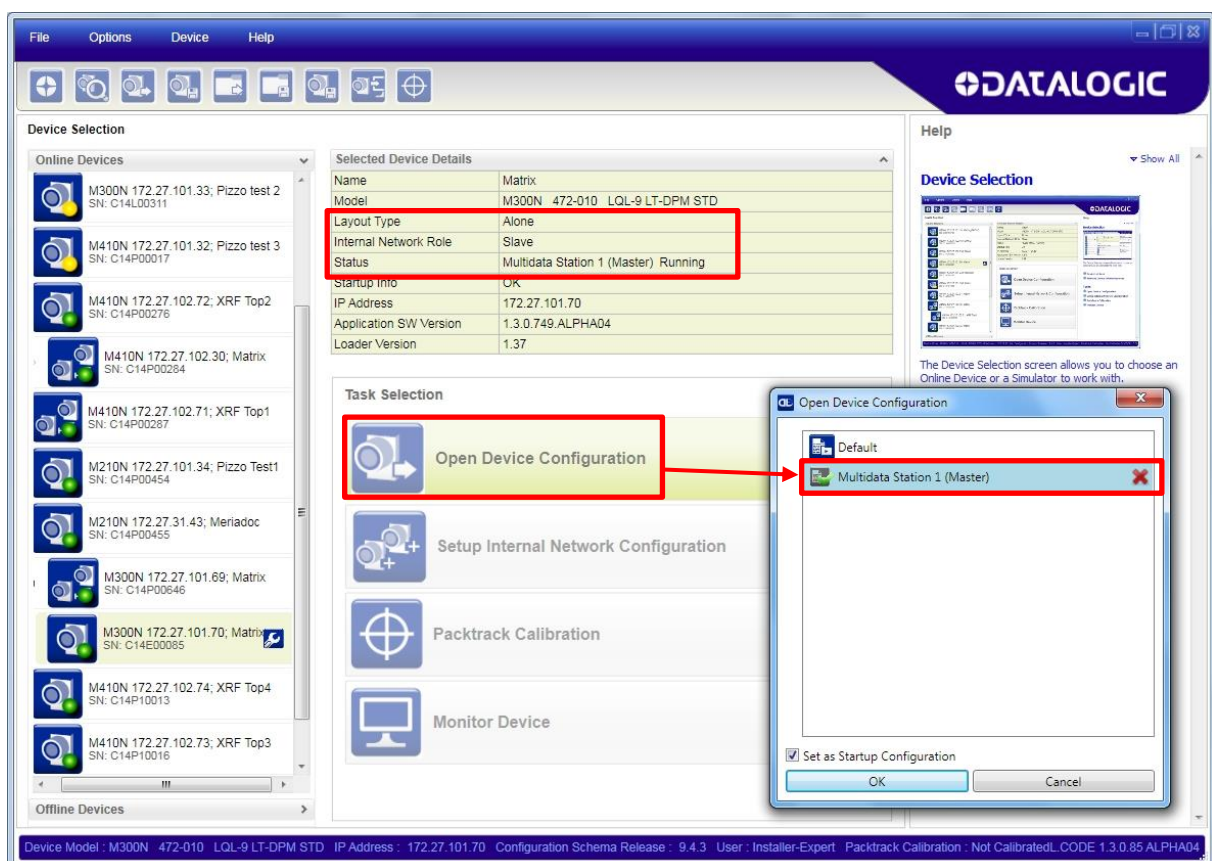 File Options Device Help
DATALOGIC
Device Selection
Online Devices
M300N 172.27.101.33; Pizzo test 2
SN: C14L00311
M410N 172.27.101.32; Pizzo test 3
SN: C14P00017
M410N 172.27.102.72; XRF Top2
SN: C14P00276
M410N 172.27.102.30; Matrix
SN: C14P00284
M410N 172.27.102.71; XRF Top1
SN: C14P00287
M210N 172.27.101.34; Pizzo Test1
SN: C14P00454
M210N 172.27.31.43; Meriadoc
SN: C14P00455
M300N 172.27.101.69; Matrix
SN: C14P00646
M300N 172.27.101.70; Matrix
SN: C14E00085
M410N 172.27.102.74; XRF Top4
SN: C14P10013
M410N 172.27.102.73; XRF Top3
SN: C14P10016
Offline Devices
Selected Device Details
Name Matrix
Model M300N 472-010 LQL-9 LT-DPM STD
Layout Type Alone
Internal Network Role Slave
Status Multidata Station 1 (Master) Running
Startup Info OK
IP Address 172.27.101.70
Application SW Version 1.3.0.749.ALPHA04
Loader Version 1.37
Task Selection
Open Device Configuration
Setup Internal Network Configuration
Packtrack Calibration
Monitor Device
Help
Show All
Device Selection
The Device Selection screen allows you to choose an
Online Device or a Simulator to work with.
Open Device Configuration
Default
Multidata Station 1 (Master)
Set as Startup Configuration
OK Cancel
Device Model : M300N 472-010 LQL-9 LT-DPM STD IP Address : 172.27.101.70 Configuration Schema Release : 9.4.3 User : Installer-Expert Packtrack Calibration : Not CalibratedL.CODE 1.3.0.85 ALPHA04